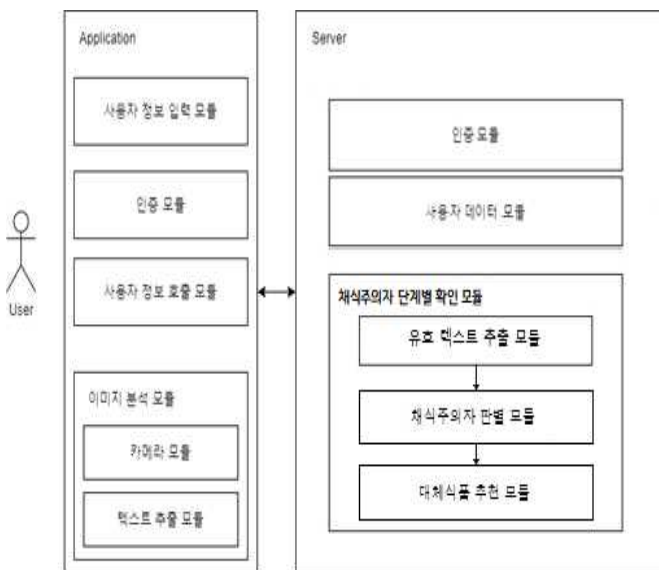 Application
사용자 정보 입력 모듈
인증 모듈
사용자 정보 호출 모듈
이미지 분석 모듈
카메라 모듈
텍스트 추출 모듈
User
Server
인증 모듈
사용자 데이터 모듈
채식주의자 단계별 확인 모듈
유효 텍스트 추출 모듈
채식주의자 판별 모듈
대체식품 추천 모듈